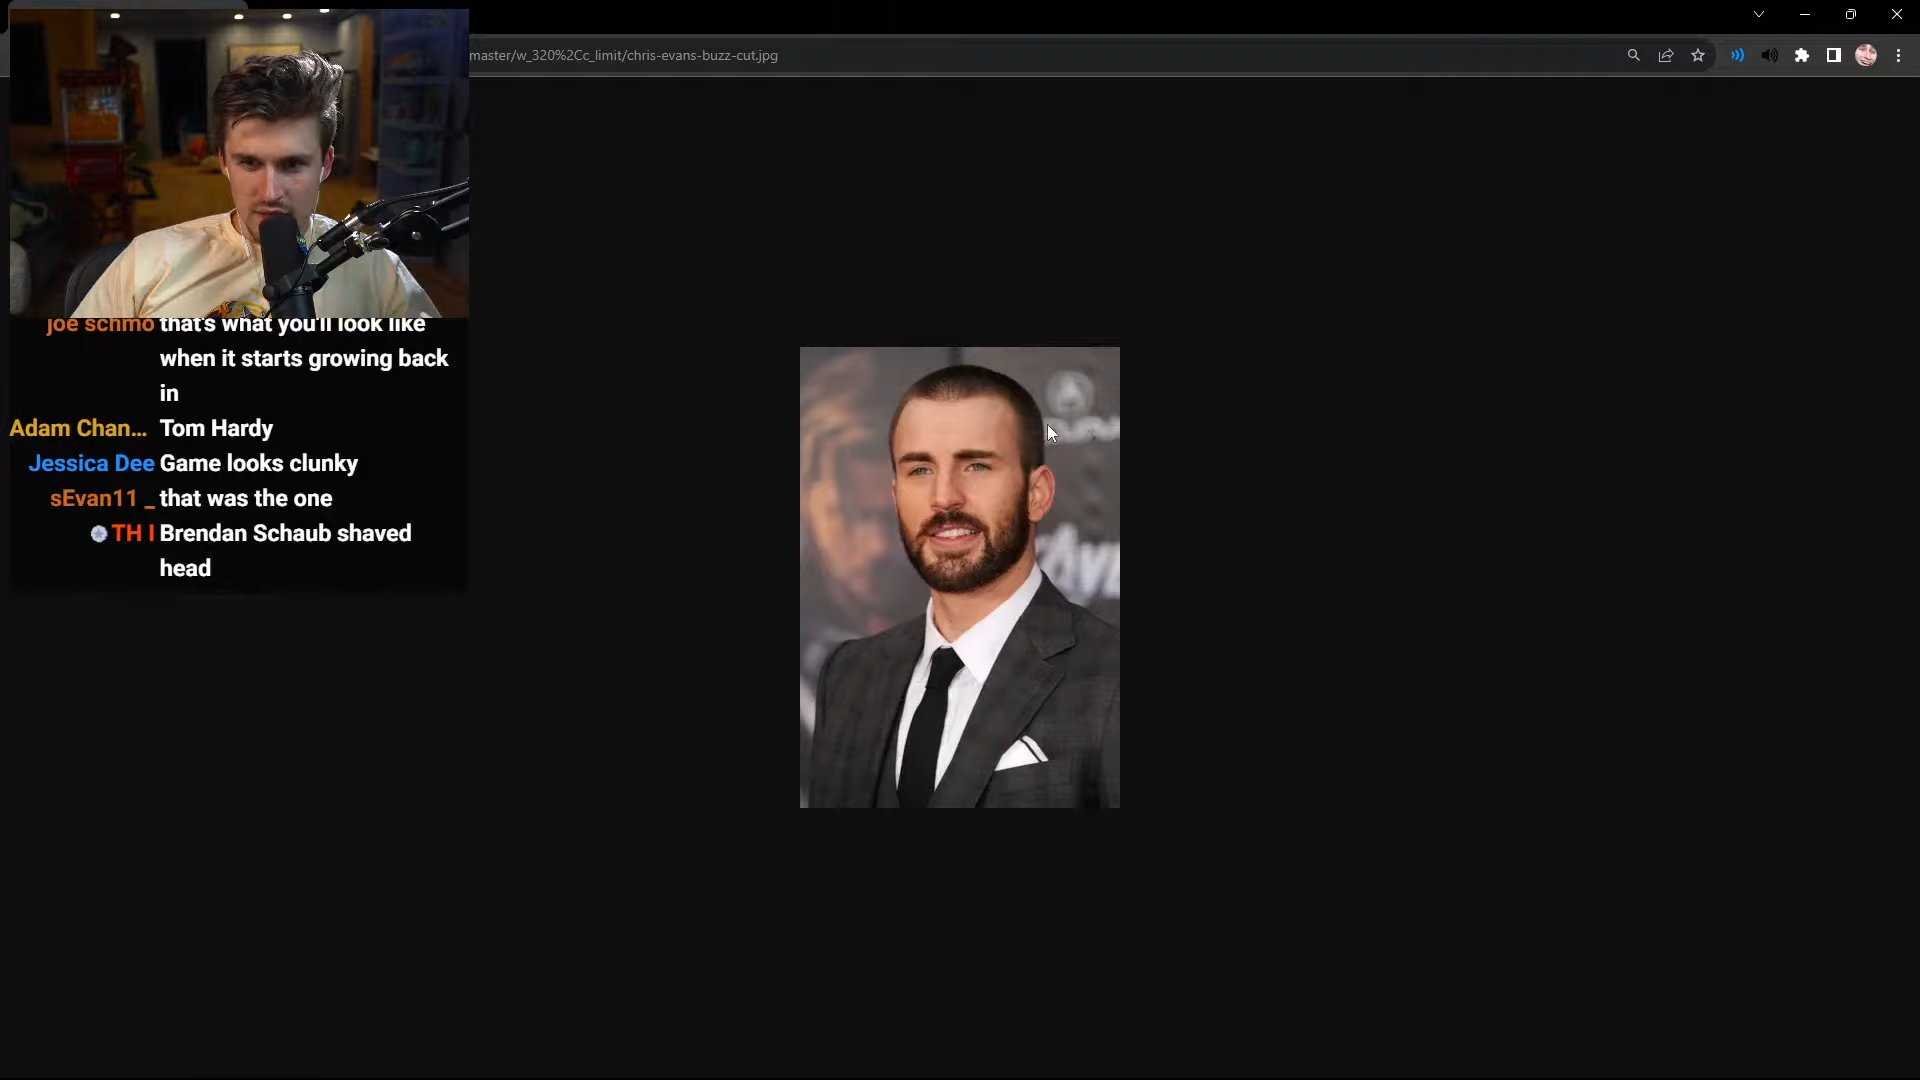 master/w_320%2Cc_limit/chris-evans-buzz-cut.jpg
joe schmo that's what you'll look like
when it starts growing back
in
Adam Chan... Tom Hardy
Jessica Dee Game looks clunky
sEvan11 _ that was the one
TH I Brendan Schaub shaved
head